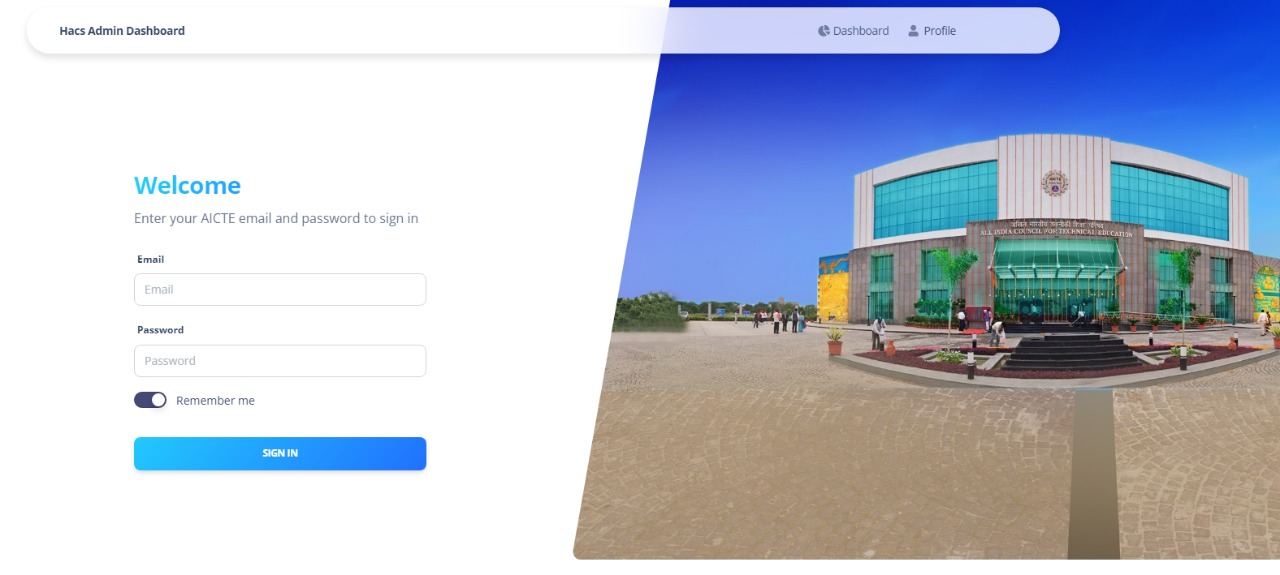 Hacs Admin Dashboard
Dashboard
Profile
Welcome
Enter your AICTE email and password to sign in
Email
Email
Password
Password
Remember me
SIGN IN
AICTE
ALL INDIA COUNCIL FOR TECHNICAL EDUCATION